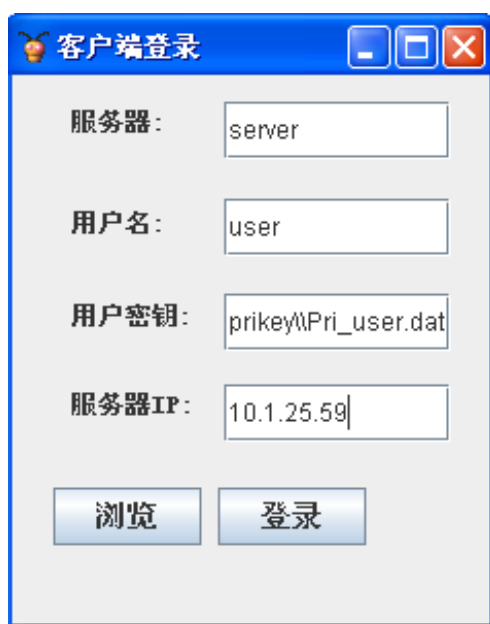 客户端登录
服务器: server
用户名: user
用户密钥: prikey\\Pri_user.dat
服务器IP: 10.1.25.59
浏览 登录